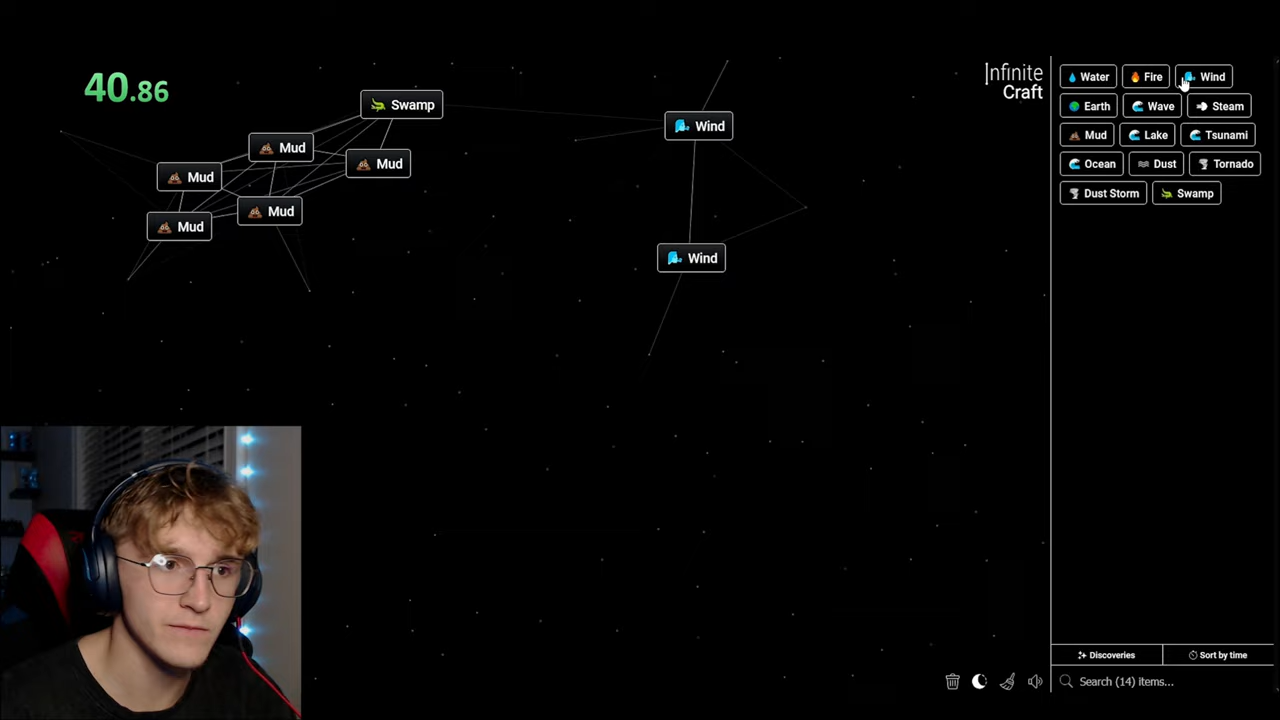 40.86
Swamp
Mud
Mud
Mud
Mud
Mud
Wind
Wind
Infinite
Craft
Water
Fire
Wind
Earth
Wave
Steam
Mud
Lake
Tsunami
Ocean
Dust
Tornado
Dust Storm
Swamp
Discoveries
Sort by time
Search (14) items...